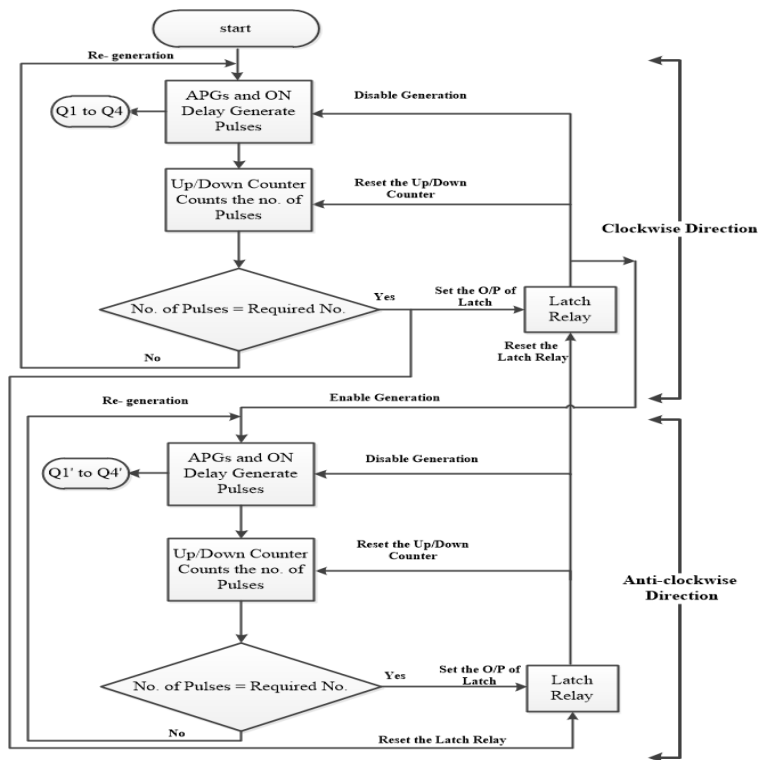 start
Re- generation
APGs and ON
Delay Generate
Pulses
Q1 to Q4
Disable Generation
Up/Down Counter
Counts the no. of
Pulses
Reset the Up/Down
Counter
Clockwise Direction
No. of Pulses = Required No.
Yes
Set the O/P of
Latch
Latch
Relay
Reset the
Latch Relay
No
Re- generation
Enable Generation
APGs and ON
Delay Generate
Pulses
Q1' to Q4'
Disable Generation
Up/Down Counter
Counts the no. of
Pulses
Reset the Up/Down
Counter
Anti-clockwise
Direction
No. of Pulses = Required No.
Yes
Set the O/P of
Latch
Latch
Relay
No
Reset the Latch Relay